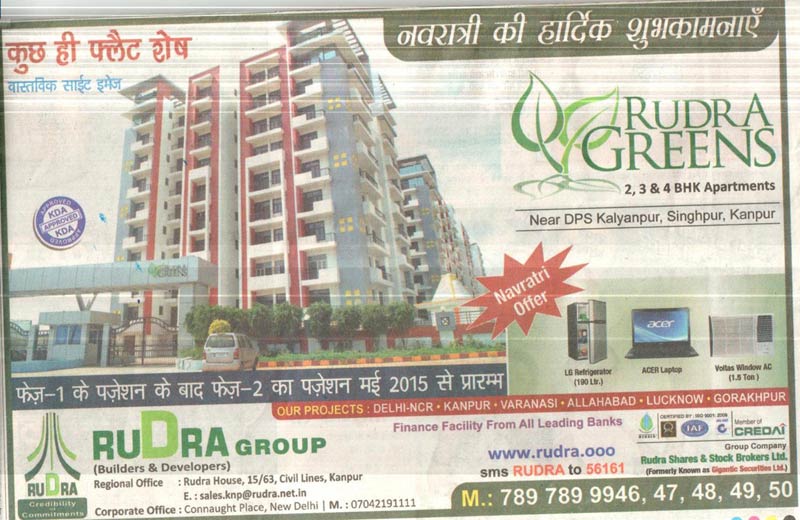 कुछ ही फ्लैट शेष
वास्तविक साईट इमेज
नवरात्री की हार्दिक शुभकामनाएँ
RUDRA
GREENS
2, 3 & 4 BHK Apartments
Near DPS Kalyanpur, Singhpur, Kanpur
KDA
APPROVED
KDA
GREENS
Navratri
Offer
acer
LG Refrigerator
(190 Ltr.)
ACER Laptop
Voltas Window AC
(1.5 Ton)
फेज़-1 के पज़ेशन के बाद फेज़-2 का पज़ेशन मई 2015 से प्रारम्भ
OUR PROJECTS : DELHI-NCR • KANPUR • VARANASI • ALLAHABAD • LUCKNOW • GORAKHPUR
RUDRA GROUP
(Builders & Developers)
Regional Office : Rudra House, 15/63, Civil Lines, Kanpur
E. : sales.knp@rudra.net.in
Corporate Office : Connaught Place, New Delhi | M. : 07042191111
RUDRA
Credibility
Commitments
Finance Facility From All Leading Banks
www.rudra.ooo
sms RUDRA to 56161
CERTIFIED BY : ISO 9001: 2008
IAF
Member of
CREDAI
Group Company
Rudra Shares & Stock Brokers Ltd.
(Formerly Known as Gigantic Securities Ltd.)
M.: 789 789 9946, 47, 48, 49, 50